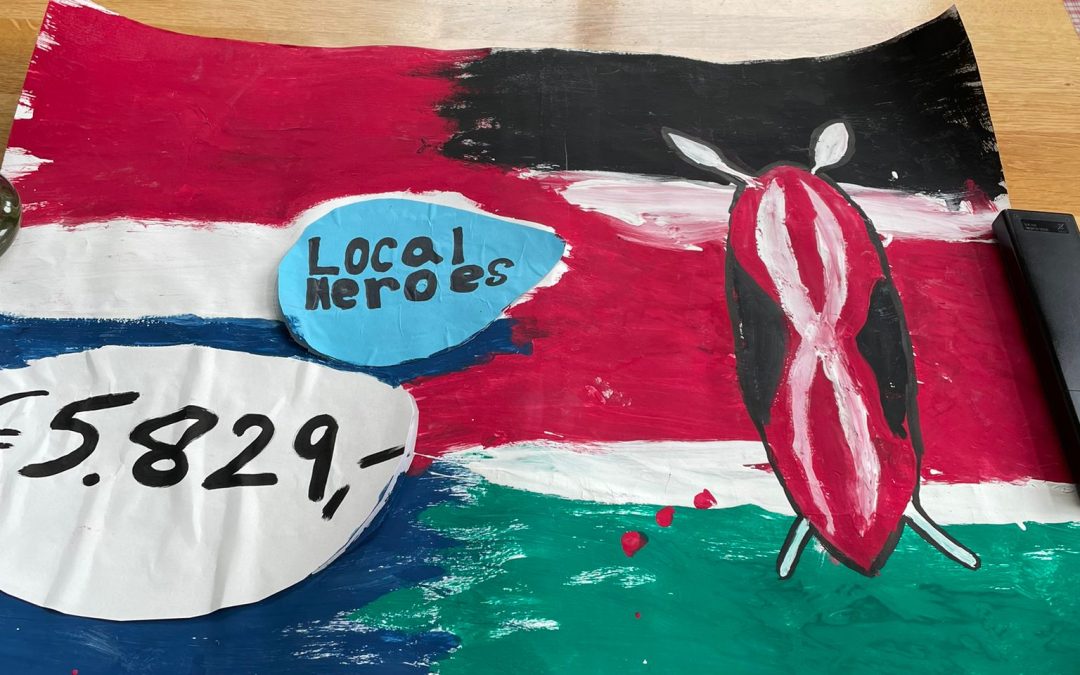 Local
Heroes
€5.829,-